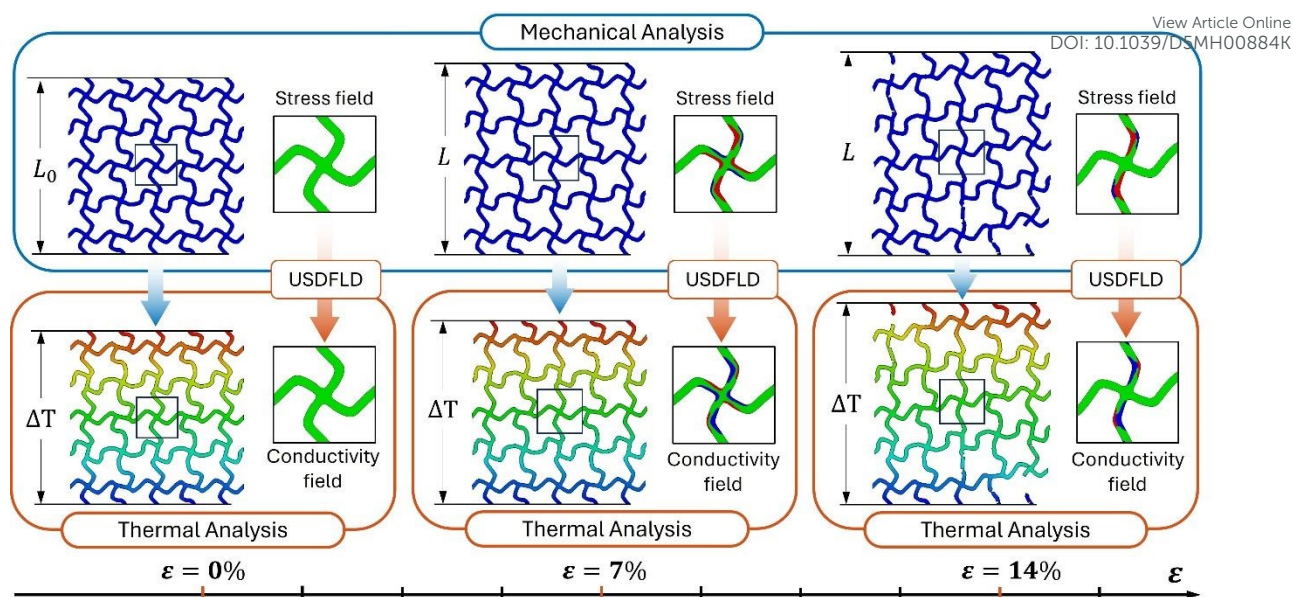 View Article Online
DOI: 10.1039/D5MH00884K
Mechanical Analysis
L₀
Stress field
L
Stress field
L
Stress field
USDFLD
USDFLD
USDFLD
ΔT
Conductivity
field
ΔT
Conductivity
field
ΔT
Conductivity
field
Thermal Analysis
Thermal Analysis
Thermal Analysis
ε = 0%
ε = 7%
ε = 14%
ε